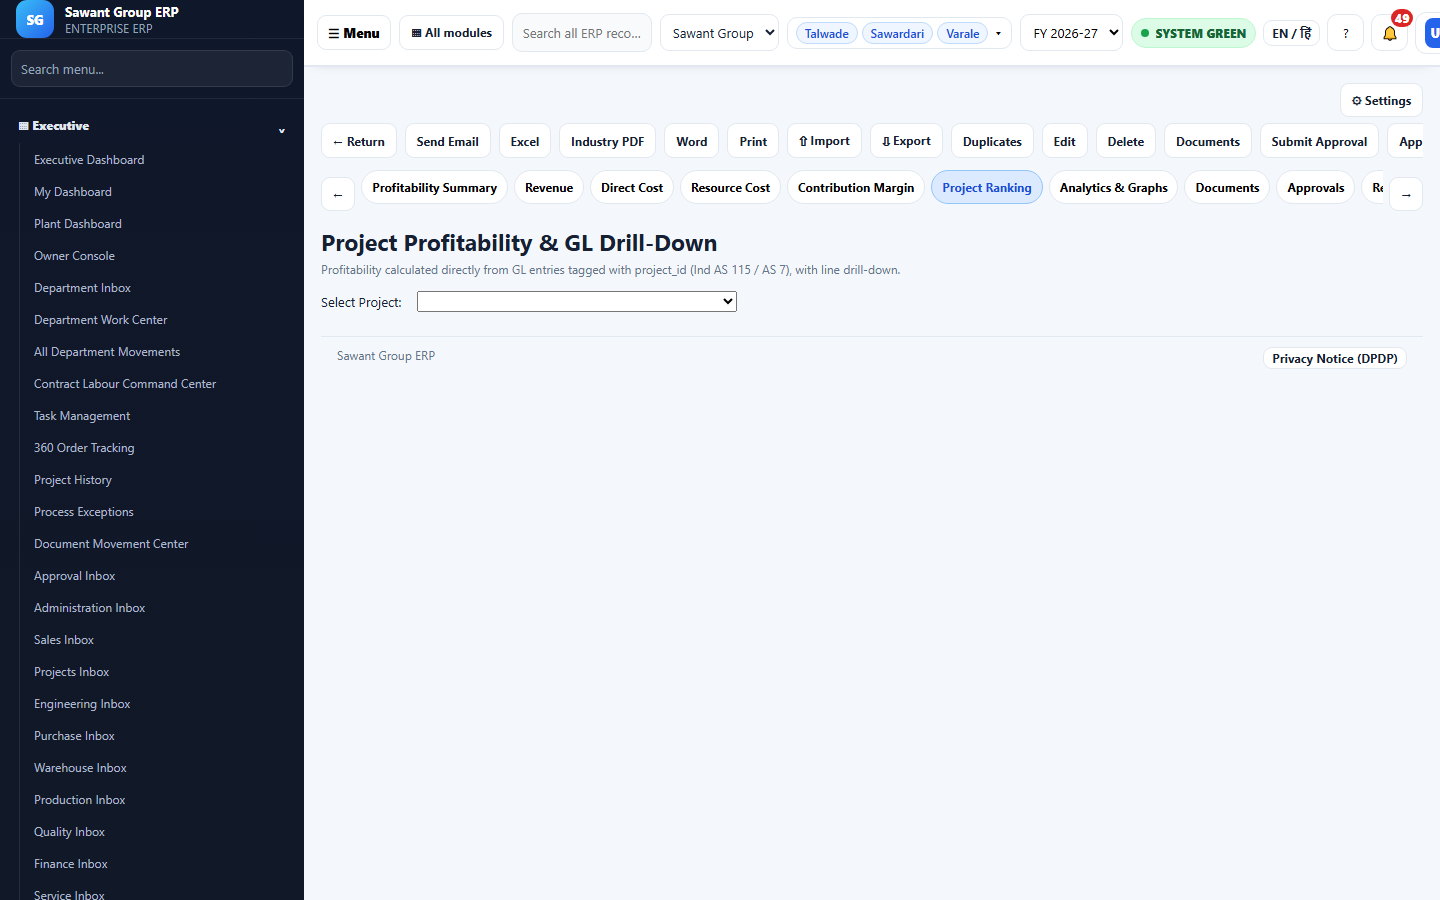 SG
Sawant Group ERP
ENTERPRISE ERP
☰ Menu
All modules
Search all ERP reco...
Sawant Group
Talwade
Sawardari
Varale
FY 2026-27
SYSTEM GREEN
EN / हिं
?
49
U
Search menu...
⚙ Settings
Executive
← Return
Send Email
Excel
Industry PDF
Word
Print
⇧ Import
⇩ Export
Duplicates
Edit
Delete
Documents
Submit Approval
App
←
Profitability Summary
Revenue
Direct Cost
Resource Cost
Contribution Margin
Project Ranking
Analytics & Graphs
Documents
Approvals
Re
→
Executive Dashboard
My Dashboard
Plant Dashboard
Owner Console
Department Inbox
Department Work Center
All Department Movements
Contract Labour Command Center
Task Management
360 Order Tracking
Project History
Process Exceptions
Document Movement Center
Approval Inbox
Administration Inbox
Sales Inbox
Projects Inbox
Engineering Inbox
Purchase Inbox
Warehouse Inbox
Production Inbox
Quality Inbox
Finance Inbox
Service Inbox
Project Profitability & GL Drill-Down
Profitability calculated directly from GL entries tagged with project_id (Ind AS 115 / AS 7), with line drill-down.
Select Project:
Sawant Group ERP
Privacy Notice (DPDP)